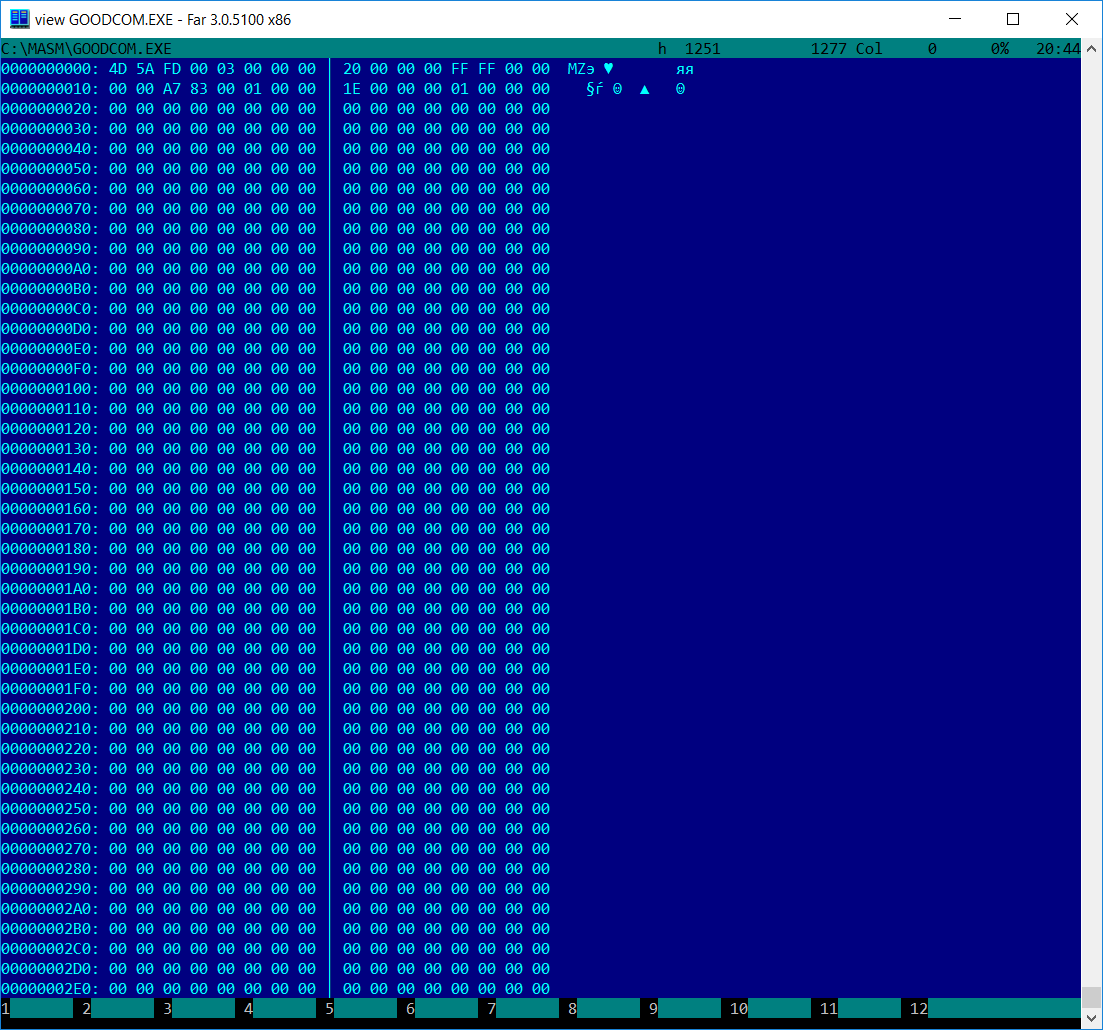 view GOODCOM.EXE - Far 3.0.5100 x86
C:\MASM\GOODCOM.EXE h 1251 1277 Col 0 0% 20:44
0000000000: 4D 5A FD 00 03 00 00 00 │ 20 00 00 00 FF FF 00 00 MZэ ♥ яя
0000000010: 00 00 A7 83 00 01 00 00 │ 1E 00 00 00 01 00 00 00 §ѓ ☺ ▲ ☺
0000000020: 00 00 00 00 00 00 00 00 │ 00 00 00 00 00 00 00 00
0000000030: 00 00 00 00 00 00 00 00 │ 00 00 00 00 00 00 00 00
0000000040: 00 00 00 00 00 00 00 00 │ 00 00 00 00 00 00 00 00
0000000050: 00 00 00 00 00 00 00 00 │ 00 00 00 00 00 00 00 00
0000000060: 00 00 00 00 00 00 00 00 │ 00 00 00 00 00 00 00 00
0000000070: 00 00 00 00 00 00 00 00 │ 00 00 00 00 00 00 00 00
0000000080: 00 00 00 00 00 00 00 00 │ 00 00 00 00 00 00 00 00
0000000090: 00 00 00 00 00 00 00 00 │ 00 00 00 00 00 00 00 00
00000000A0: 00 00 00 00 00 00 00 00 │ 00 00 00 00 00 00 00 00
00000000B0: 00 00 00 00 00 00 00 00 │ 00 00 00 00 00 00 00 00
00000000C0: 00 00 00 00 00 00 00 00 │ 00 00 00 00 00 00 00 00
00000000D0: 00 00 00 00 00 00 00 00 │ 00 00 00 00 00 00 00 00
00000000E0: 00 00 00 00 00 00 00 00 │ 00 00 00 00 00 00 00 00
00000000F0: 00 00 00 00 00 00 00 00 │ 00 00 00 00 00 00 00 00
0000000100: 00 00 00 00 00 00 00 00 │ 00 00 00 00 00 00 00 00
0000000110: 00 00 00 00 00 00 00 00 │ 00 00 00 00 00 00 00 00
0000000120: 00 00 00 00 00 00 00 00 │ 00 00 00 00 00 00 00 00
0000000130: 00 00 00 00 00 00 00 00 │ 00 00 00 00 00 00 00 00
0000000140: 00 00 00 00 00 00 00 00 │ 00 00 00 00 00 00 00 00
0000000150: 00 00 00 00 00 00 00 00 │ 00 00 00 00 00 00 00 00
0000000160: 00 00 00 00 00 00 00 00 │ 00 00 00 00 00 00 00 00
0000000170: 00 00 00 00 00 00 00 00 │ 00 00 00 00 00 00 00 00
0000000180: 00 00 00 00 00 00 00 00 │ 00 00 00 00 00 00 00 00
0000000190: 00 00 00 00 00 00 00 00 │ 00 00 00 00 00 00 00 00
00000001A0: 00 00 00 00 00 00 00 00 │ 00 00 00 00 00 00 00 00
00000001B0: 00 00 00 00 00 00 00 00 │ 00 00 00 00 00 00 00 00
00000001C0: 00 00 00 00 00 00 00 00 │ 00 00 00 00 00 00 00 00
00000001D0: 00 00 00 00 00 00 00 00 │ 00 00 00 00 00 00 00 00
00000001E0: 00 00 00 00 00 00 00 00 │ 00 00 00 00 00 00 00 00
00000001F0: 00 00 00 00 00 00 00 00 │ 00 00 00 00 00 00 00 00
0000000200: 00 00 00 00 00 00 00 00 │ 00 00 00 00 00 00 00 00
0000000210: 00 00 00 00 00 00 00 00 │ 00 00 00 00 00 00 00 00
0000000220: 00 00 00 00 00 00 00 00 │ 00 00 00 00 00 00 00 00
0000000230: 00 00 00 00 00 00 00 00 │ 00 00 00 00 00 00 00 00
0000000240: 00 00 00 00 00 00 00 00 │ 00 00 00 00 00 00 00 00
0000000250: 00 00 00 00 00 00 00 00 │ 00 00 00 00 00 00 00 00
0000000260: 00 00 00 00 00 00 00 00 │ 00 00 00 00 00 00 00 00
0000000270: 00 00 00 00 00 00 00 00 │ 00 00 00 00 00 00 00 00
0000000280: 00 00 00 00 00 00 00 00 │ 00 00 00 00 00 00 00 00
0000000290: 00 00 00 00 00 00 00 00 │ 00 00 00 00 00 00 00 00
00000002A0: 00 00 00 00 00 00 00 00 │ 00 00 00 00 00 00 00 00
00000002B0: 00 00 00 00 00 00 00 00 │ 00 00 00 00 00 00 00 00
00000002C0: 00 00 00 00 00 00 00 00 │ 00 00 00 00 00 00 00 00
00000002D0: 00 00 00 00 00 00 00 00 │ 00 00 00 00 00 00 00 00
00000002E0: 00 00 00 00 00 00 00 00 │ 00 00 00 00 00 00 00 00
1 2 3 4 5 6 7 8 9 10 11 12